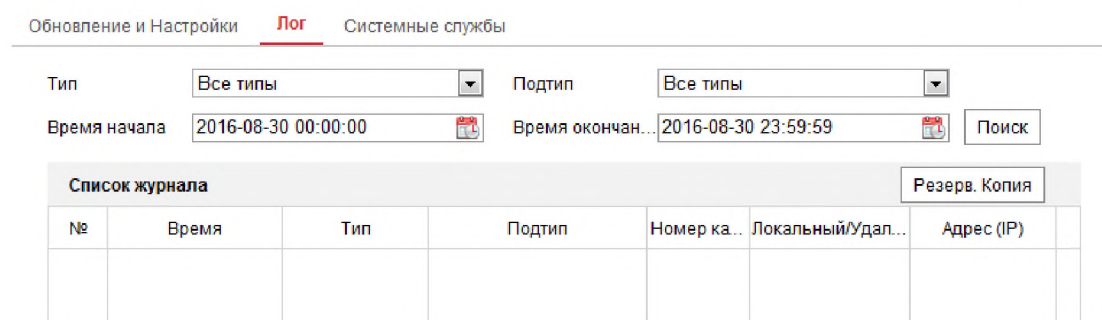 Обновление и Настройки Лог Системные службы
Тип Все типы Подтип Все типы
Время начала 2016-08-30 00:00:00 Время окончан... 2016-08-30 23:59:59 Поиск
Список журнала Резерв. Копия
№ Время Тип Подтип Номер ка... Локальный/Удал... Адрес (IP)